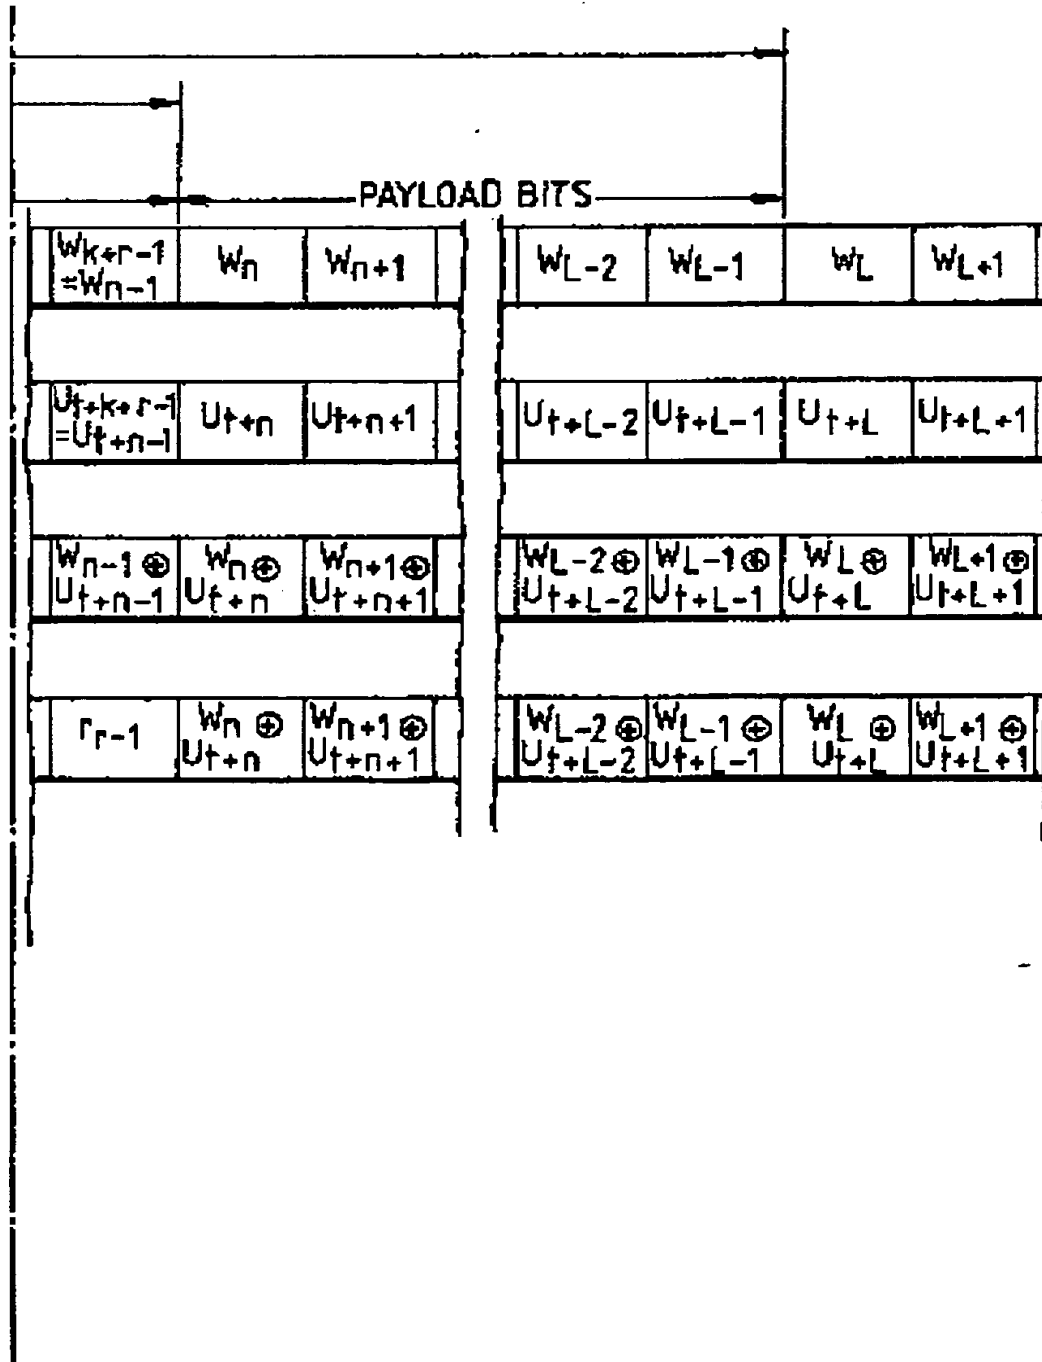 PAYLOAD BITS
Wk+r-1 Wn Wn+1 WL-2 WL-1 WL WL+1
=Wn-1
Ut+k+r-1 Ut+n Ut+n+1 Ut+L-2 Ut+L-1 Ut+L Ut+L+1
=Ut+n-1
Wn-1 ⊕ Wn ⊕ Wn+1 ⊕ WL-2 ⊕ WL-1 ⊕ WL ⊕ WL+1 ⊕
Ut+n-1 Ut+n Ut+n+1 Ut+L-2 Ut+L-1 Ut+L Ut+L+1
rr-1 Wn ⊕ Wn+1 ⊕ WL-2 ⊕ WL-1 ⊕ WL ⊕ WL+1 ⊕
Ut+n Ut+n+1 Ut+L-2 Ut+L-1 Ut+L Ut+L+1